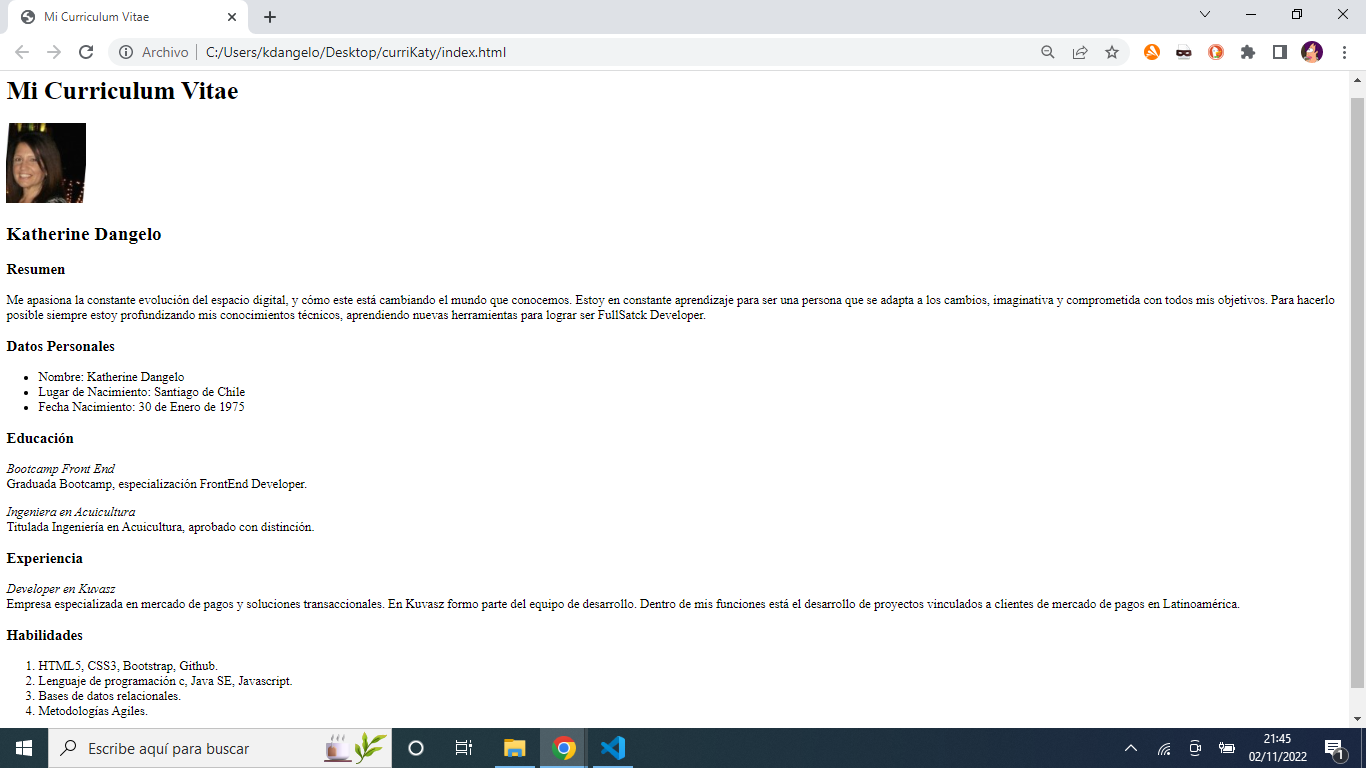 Mi Curriculum Vitae
Archivo
C:/Users/kdangelo/Desktop/curriKaty/index.html
Mi Curriculum Vitae
Katherine Dangelo
Resumen
Me apasiona la constante evolución del espacio digital, y cómo este está cambiando el mundo que conocemos. Estoy en constante aprendizaje para ser una persona que se adapta a los cambios, imaginativa y comprometida con todos mis objetivos. Para hacerlo
posible siempre estoy profundizando mis conocimientos técnicos, aprendiendo nuevas herramientas para lograr ser FullSatck Developer.
Datos Personales
• Nombre: Katherine Dangelo
• Lugar de Nacimiento: Santiago de Chile
• Fecha Nacimiento: 30 de Enero de 1975
Educación
Bootcamp Front End
Graduada Bootcamp, especialización FrontEnd Developer.
Ingeniera en Acuicultura
Titulada Ingeniería en Acuicultura, aprobado con distinción.
Experiencia
Developer en Kuvasz
Empresa especializada en mercado de pagos y soluciones transaccionales. En Kuvasz formo parte del equipo de desarrollo. Dentro de mis funciones está el desarrollo de proyectos vinculados a clientes de mercado de pagos en Latinoamérica.
Habilidades
1. HTML5, CSS3, Bootstrap, Github.
2. Lenguaje de programación c, Java SE, Javascript.
3. Bases de datos relacionales.
4. Metodologías Agiles.
Escribe aquí para buscar
21:45
02/11/2022
1